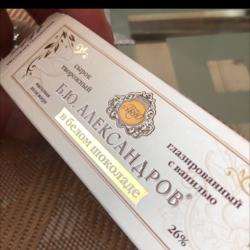 сырок
творожный
Б.Ю. АЛЕКСАНДРОВ®
в белом шоколаде
глазированный
с ванилью
26%